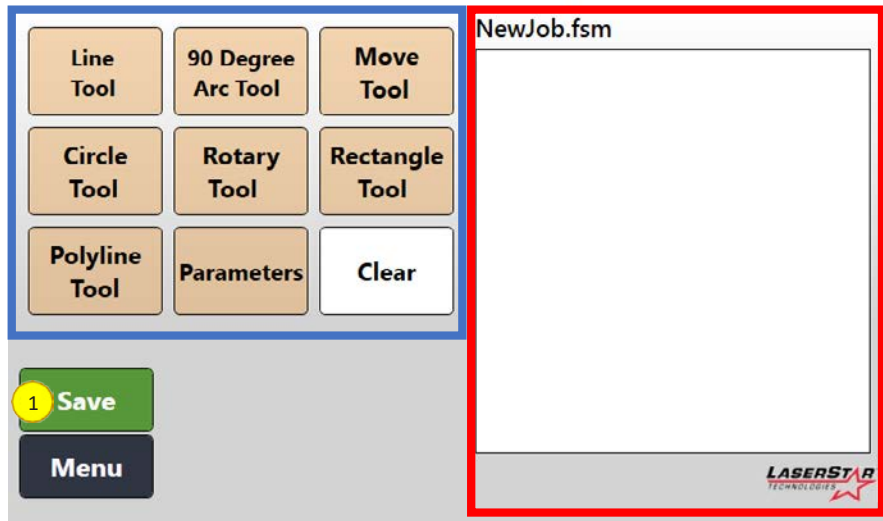 Line
Tool
90 Degree
Arc Tool
Move
Tool
Circle
Tool
Rotary
Tool
Rectangle
Tool
Polyline
Tool
Parameters
Clear
1 Save
Menu
NewJob.fsm
LASERSTAR
TECHNOLOGIES